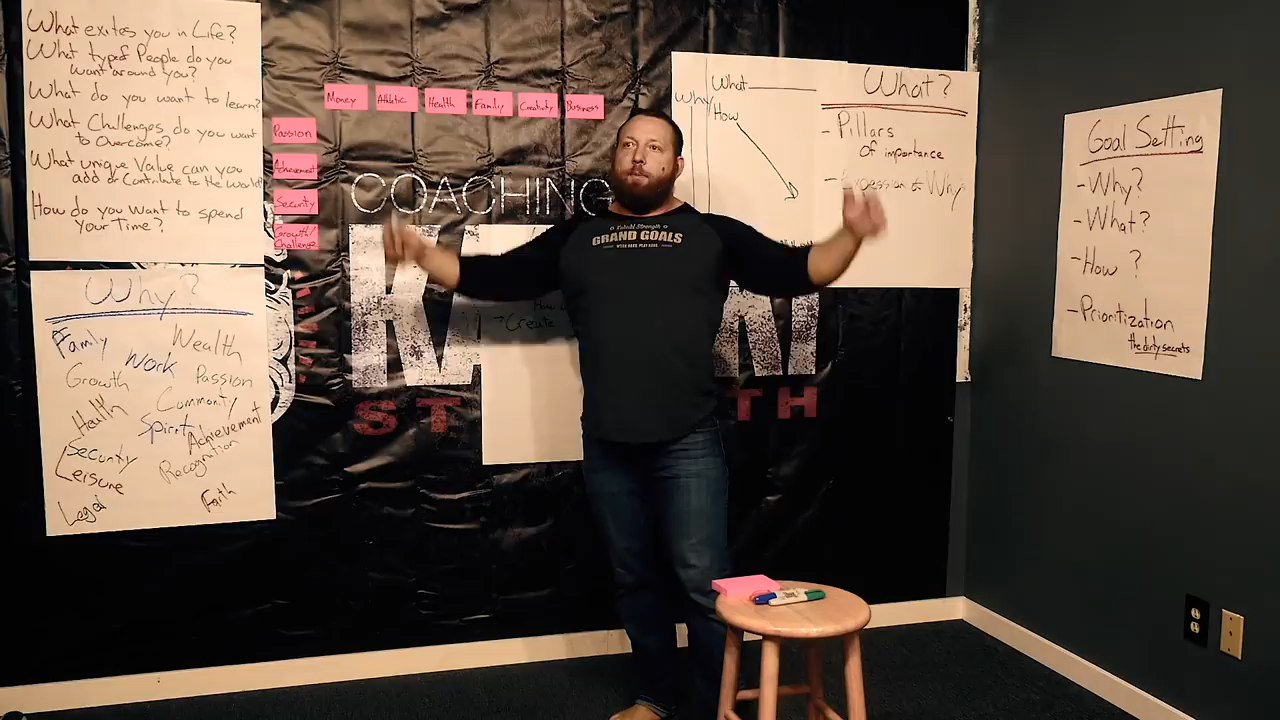 What exites you in Life?
What typeof People do you
want around you?
What do you want to learn?
What Challenges do you want
to Overcome?
What unique Value can you
add or Contribute to the World
How do you Want to spend
your Time?
Why?
Family
Wealth
Work
Growth
Passion
Health
Community
Spirit
Achievement
Security
Recognition
Leisure
Legal
Faith
Money
Athletic
Health
Family
Creativity
Business
Passion
Achievement
Security
Growth/
Challenge
COACHING
ST
TH
GRAND GOALS
Create
What
Why
How
What?
- Pillars
of importance
Goal Setting
- Why?
- What?
- How?
- Prioritization
the dirty secrets